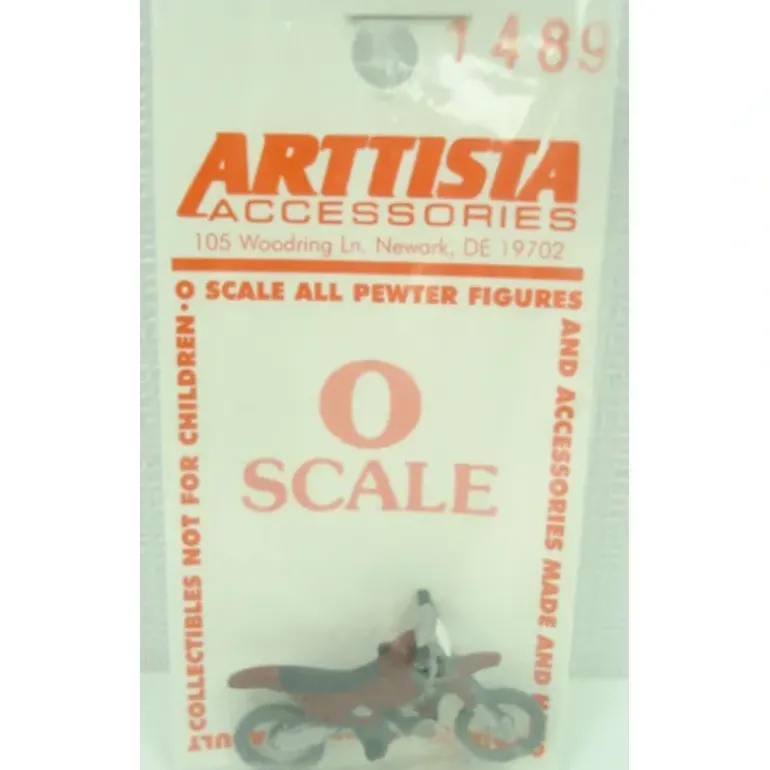 1489
ARTTISTA
ACCESSORIES
105 Woodring Ln. Newark, DE 19702
O SCALE ALL PEWTER FIGURES
AND ACCESSORIES MADE AND
COLLECTIBLES NOT FOR CHILDREN •
O
SCALE